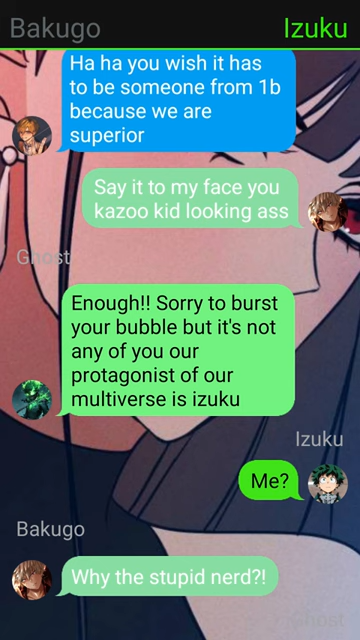 Bakugo Izuku
Ha ha you wish it has
to be someone from 1b
because we are
superior
Say it to my face you
kazoo kid looking ass
Ghost
Enough!! Sorry to burst
your bubble but it's not
any of you our
protagonist of our
multiverse is izuku
Izuku
Me?
Bakugo
Why the stupid nerd?!
Ghost